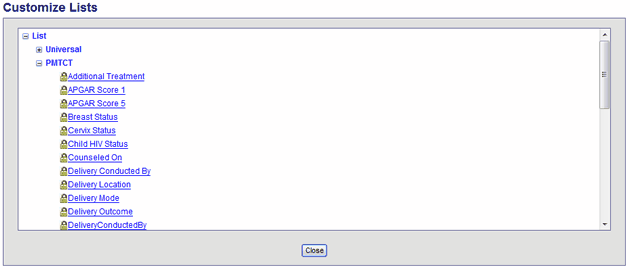 Customize Lists
List
Universal
PMTCT
Additional Treatment
APGAR Score 1
APGAR Score 5
Breast Status
Cervix Status
Child HIV Status
Counseled On
Delivery Conducted By
Delivery Location
Delivery Mode
Delivery Outcome
DeliveryConductedBy
Close